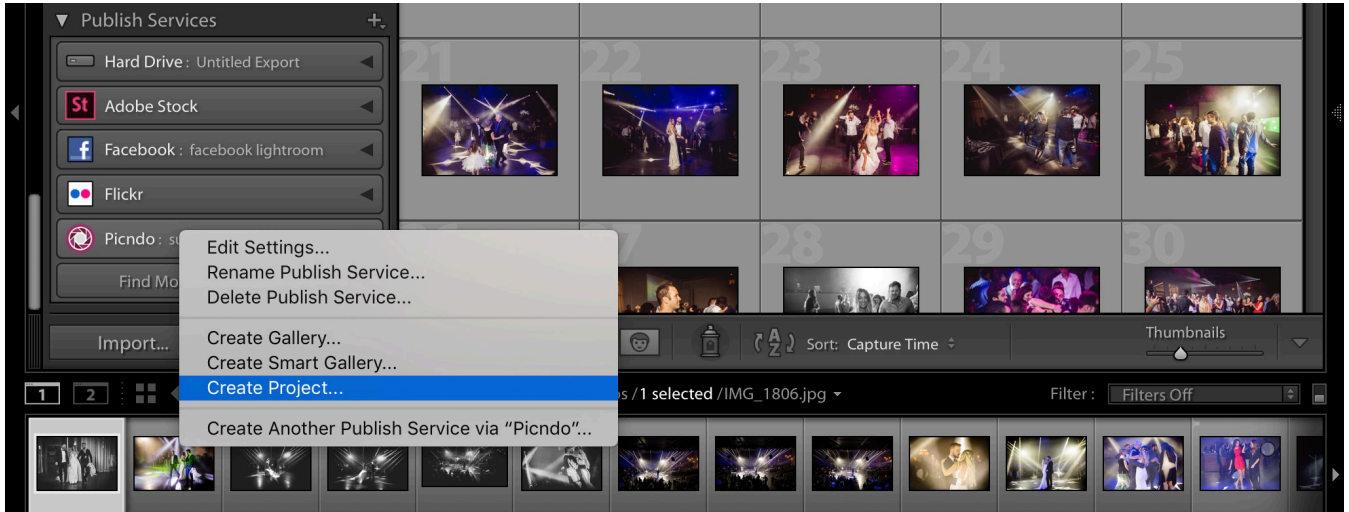 Publish Services
Hard Drive : Untitled Export
St Adobe Stock
f Facebook : facebook lightroom
Flickr
Picndo :
Find Mo
Import...
Edit Settings...
Rename Publish Service...
Delete Publish Service...
Create Gallery...
Create Smart Gallery...
Create Project...
Create Another Publish Service via “Picndo”...
21
22
23
24
25
28
29
30
A
Z
Sort: Capture Time
Thumbnails
1
2
/ 1 selected / IMG_1806.jpg
Filter :
Filters Off